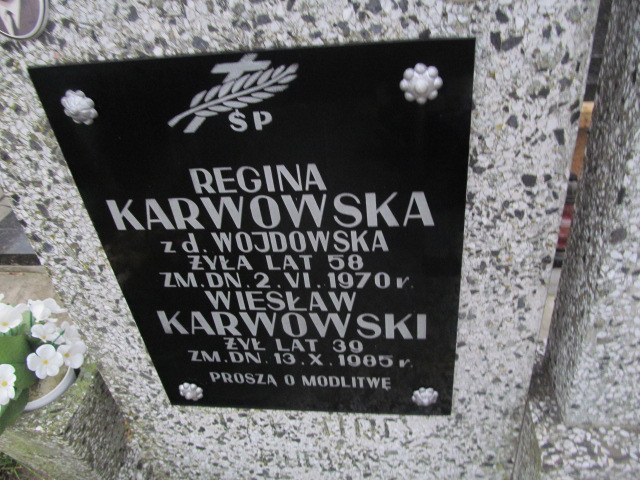 ŚP
REGINA
KARWOWSKA
z d. WOJDOWSKA
ŻYŁA LAT 58
ZM. DN. 2. VI. 1970 r.
WIESŁAW
KARWOWSKI
ŻYŁ LAT 39
ZM. DN. 13. X. 1985 r.
PROSZĄ O MODLITWĘ